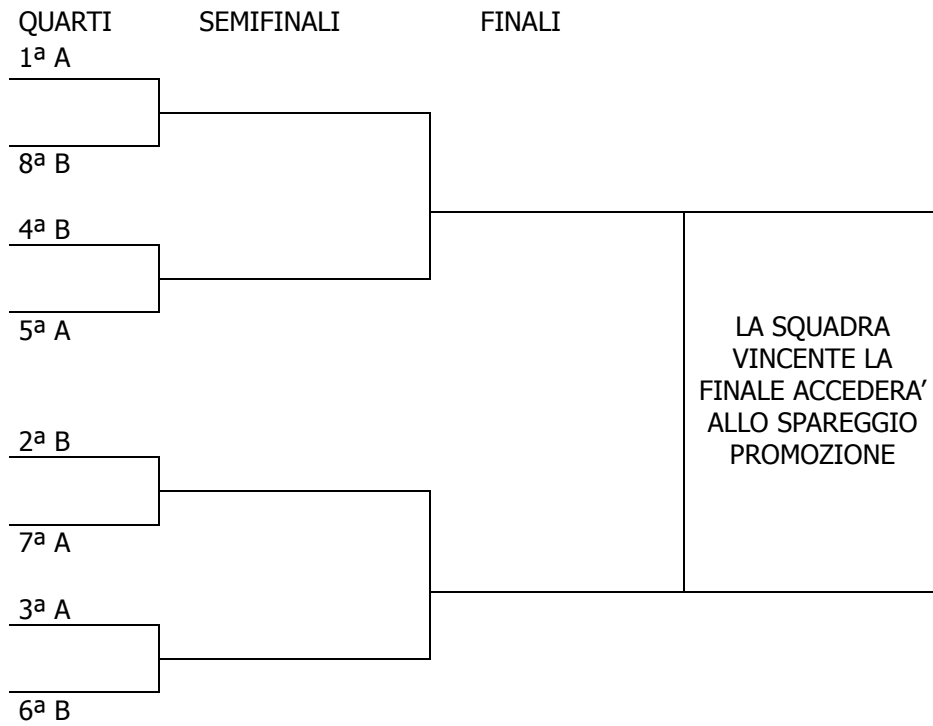 QUARTI SEMIFINALI FINALI
1ª A
8ª B
4ª B
5ª A
LA SQUADRA
VINCENTE LA
FINALE ACCEDERA’
ALLO SPAREGGIO
PROMOZIONE
2ª B
7ª A
3ª A
6ª B